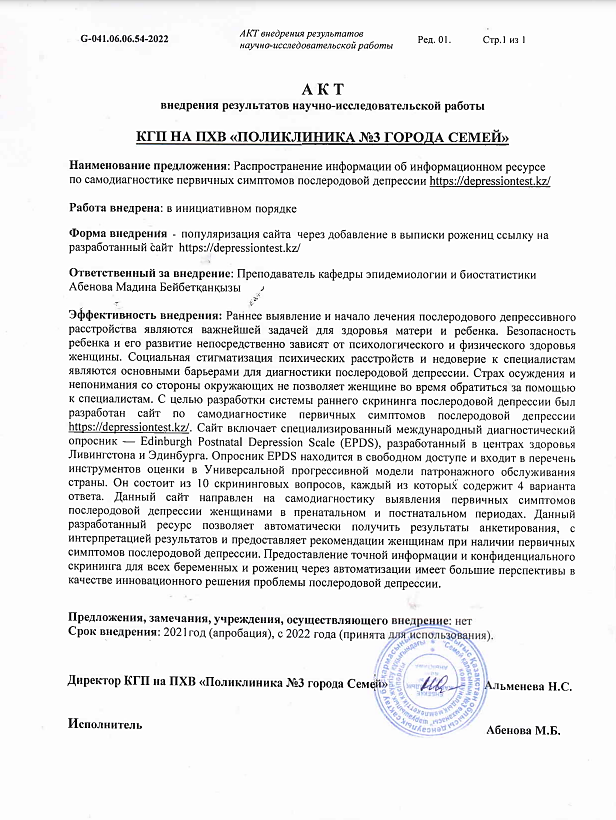 G-041.06.06.54-2022
АКТ внедрения результатов
научно-исследовательской работы
Ред. 01.
Стр.1 из 1
А К Т
внедрения результатов научно-исследовательской работы
КГП НА ПХВ «ПОЛИКЛИНИКА №3 ГОРОДА СЕМЕЙ»
Наименование предложения: Распространение информации об информационном ресурсе
по самодиагностике первичных симптомов послеродовой депрессии https://depressiontest.kz/
Работа внедрена: в инициативном порядке
Форма внедрения - популяризация сайта через добавление в выписки рожениц ссылку на
разработанный сайт https://depressiontest.kz/
Ответственный за внедрение: Преподаватель кафедры эпидемиологии и биостатистики
Абенова Мадина Бейбетқанқызы
Эффективность внедрения: Раннее выявление и начало лечения послеродового депрессивного
расстройства являются важнейшей задачей для здоровья матери и ребенка. Безопасность
ребенка и его развитие непосредственно зависят от психологического и физического здоровья
женщины. Социальная стигматизация психических расстройств и недоверие к специалистам
являются основными барьерами для диагностики послеродовой депрессии. Страх осуждения и
непонимания со стороны окружающих не позволяет женщине во время обратиться за помощью
к специалистам. С целью разработки системы раннего скрининга послеродовой депрессии был
разработан сайт по самодиагностике первичных симптомов послеродовой депрессии
https://depressiontest.kz/. Сайт включает специализированный международный диагностический
опросник — Edinburgh Postnatal Depression Scale (EPDS), разработанный в центрах здоровья
Ливингстона и Эдинбурга. Опросник EPDS находится в свободном доступе и входит в перечень
инструментов оценки в Универсальной прогрессивной модели патронажного обслуживания
страны. Он состоит из 10 скрининговых вопросов, каждый из которых содержит 4 варианта
ответа. Данный сайт направлен на самодиагностику выявления первичных симптомов
послеродовой депрессии женщинами в пренатальном и постнатальном периодах. Данный
разработанный ресурс позволяет автоматически получить результаты анкетирования, с
интерпретацией результатов и предоставляет рекомендации женщинам при наличии первичных
симптомов послеродовой депрессии. Предоставление точной информации и конфиденциального
скрининга для всех беременных и рожениц через автоматизации имеет большие перспективы в
качестве инновационного решения проблемы послеродовой депрессии.
Предложения, замечания, учреждения, осуществляющего внедрение: нет
Срок внедрения: 2021год (апробация), с 2022 года (принята для использования).
Директор КГП на ПХВ «Поликлиника №3 города Семей»
Альменева Н.С.
Исполнитель
Абенова М.Б.